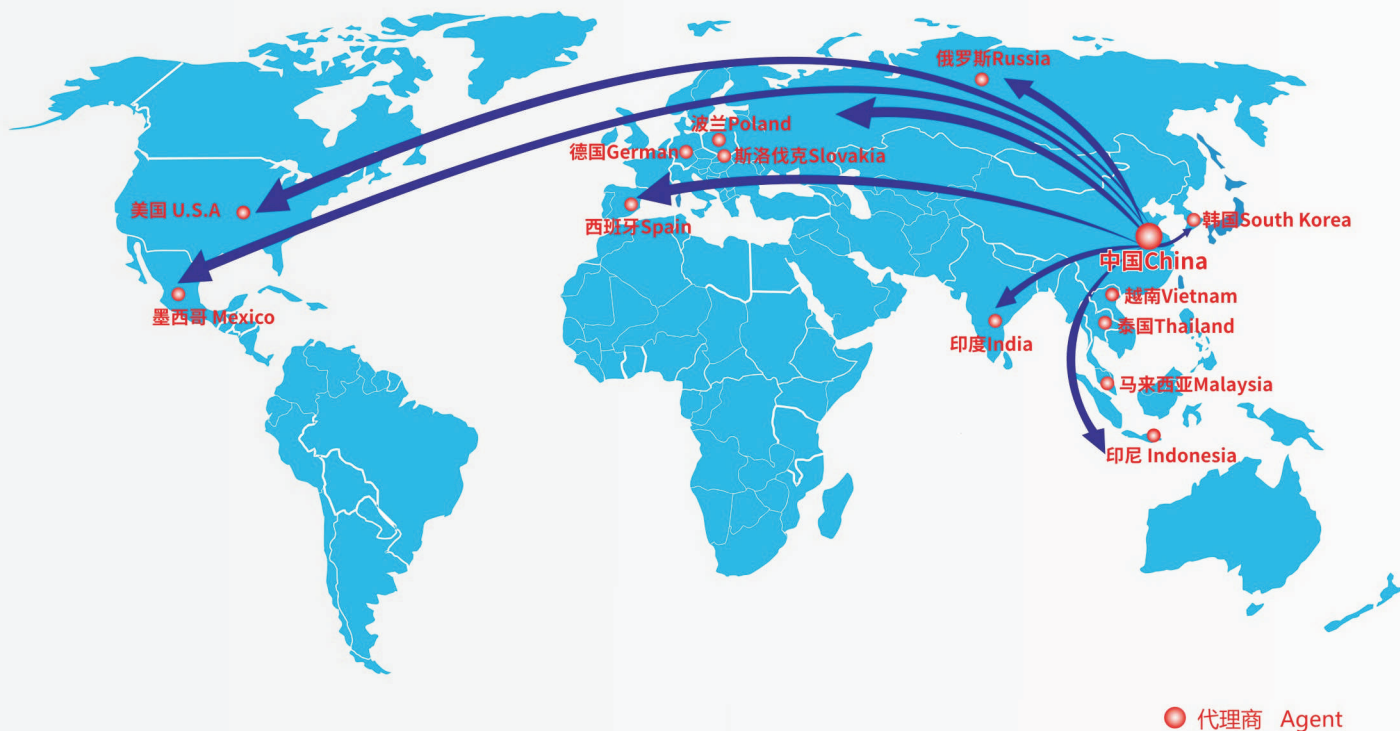 俄罗斯Russia
波兰Poland
德国German
斯洛伐克Slovakia
美国 U.S.A
西班牙Spain
韩国South Korea
中国China
越南Vietnam
墨西哥 Mexico
泰国Thailand
印度India
马来西亚Malaysia
印尼 Indonesia
代理商 Agent